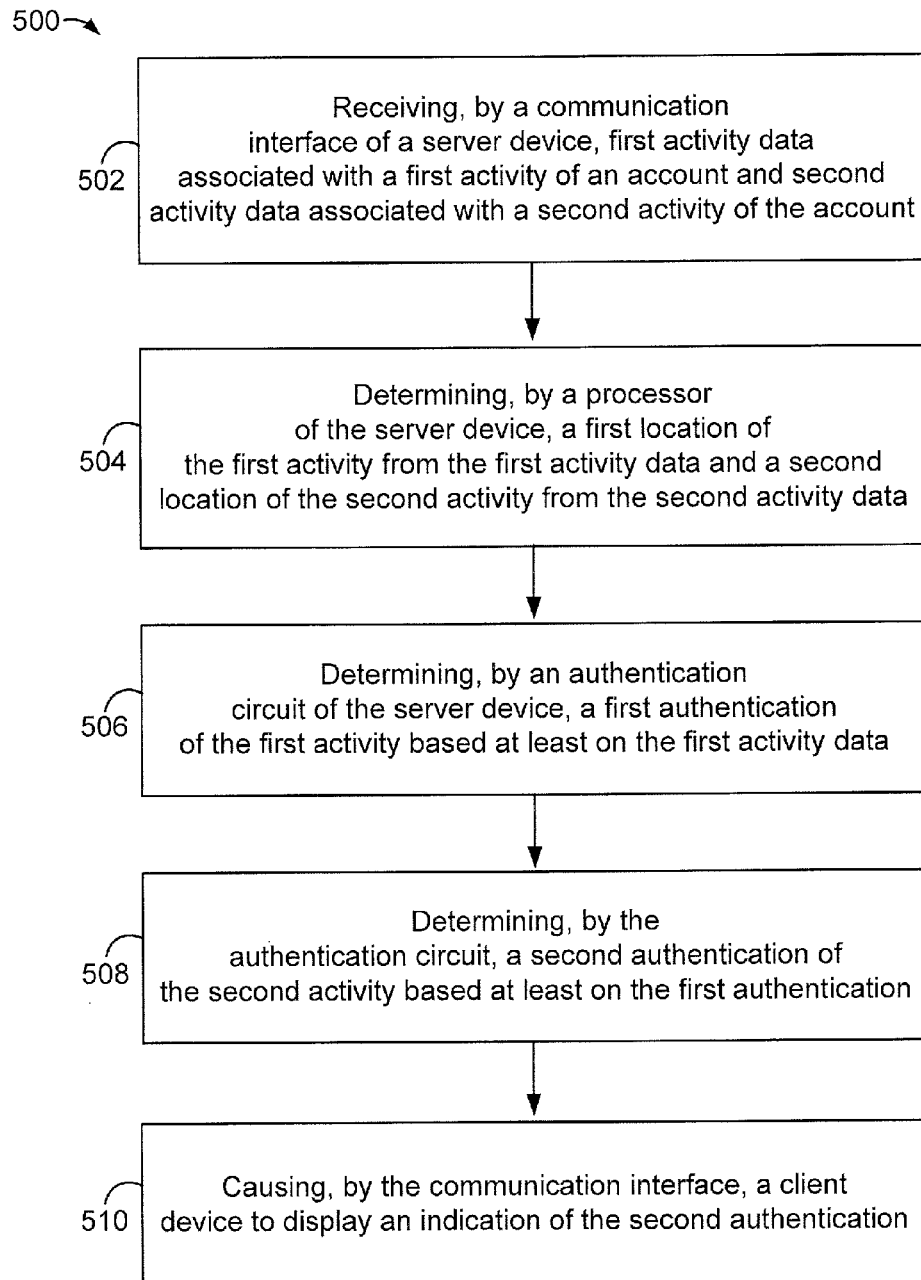 500
Receiving, by a communication
interface of a server device, first activity data
associated with a first activity of an account and second
activity data associated with a second activity of the account
502
Determining, by a processor
of the server device, a first location of
the first activity from the first activity data and a second
location of the second activity from the second activity data
504
Determining, by an authentication
circuit of the server device, a first authentication
of the first activity based at least on the first activity data
506
Determining, by the
authentication circuit, a second authentication of
the second activity based at least on the first authentication
508
Causing, by the communication interface, a client
device to display an indication of the second authentication
510